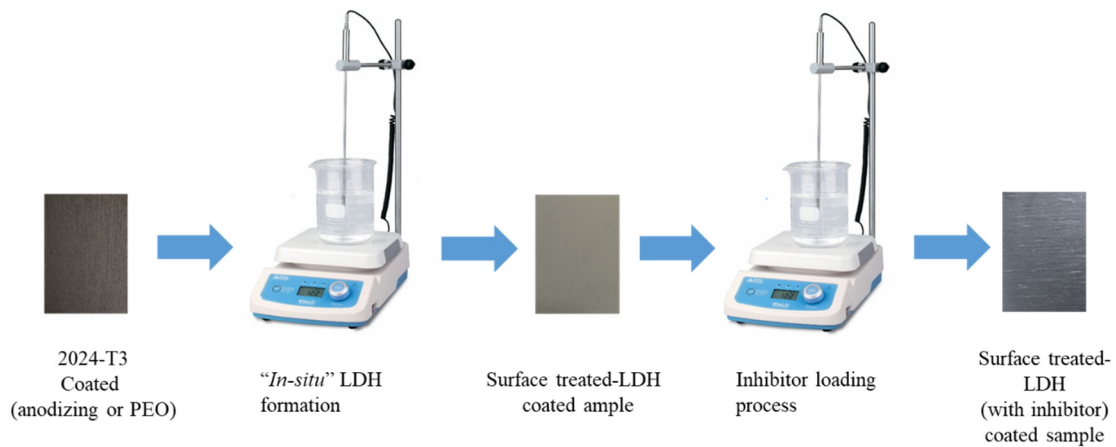 2024-T3
Coated
(anodizing or PEO)
“In-situ” LDH
formation
Surface treated-LDH
coated ample
Inhibitor loading
process
Surface treated-
LDH
(with inhibitor)
coated sample